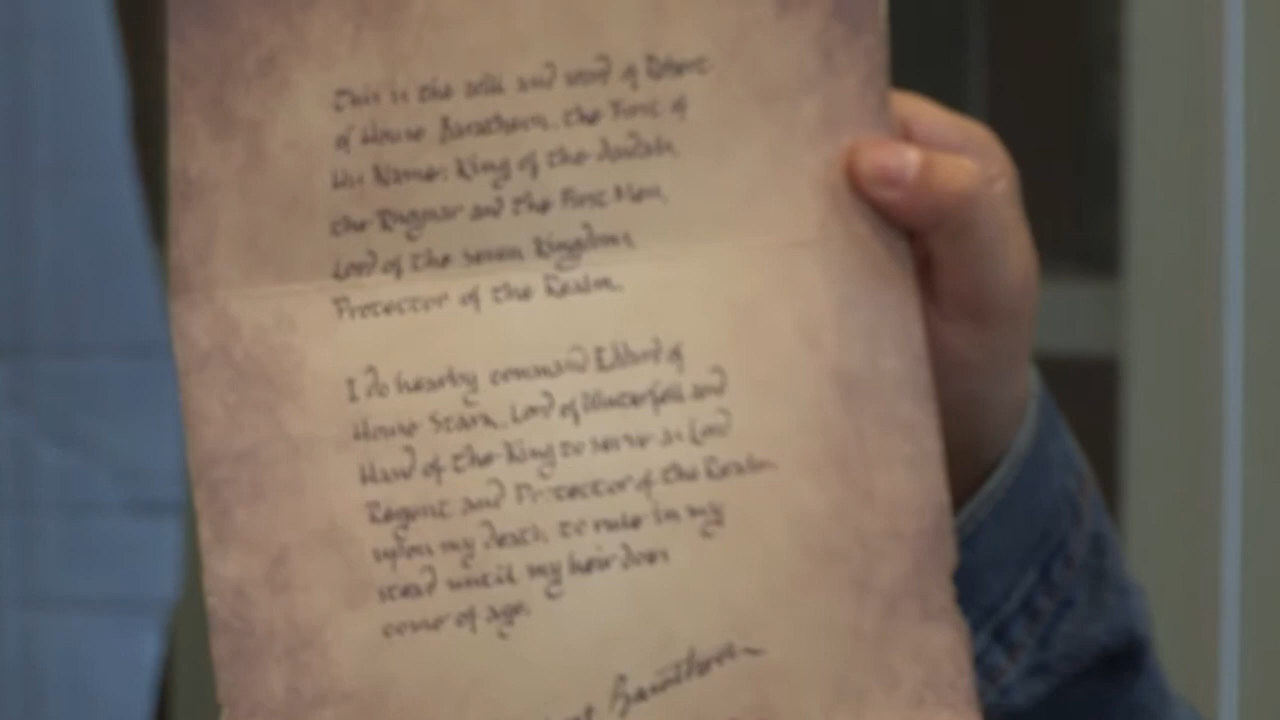 This is the will and word of Robert
of House Baratheon, the First of
His Name; King of the Andals,
the Rhoynar and the First Men,
Lord of the Seven Kingdoms
Protector of the Realm.
I do hereby command Eddard of
House Stark, Lord of Winterfell and
Hand of the King to serve as Lord
Regent and Protector of the Realm
upon my death, to rule in my
stead until my heir does
come of age.
Baratheon